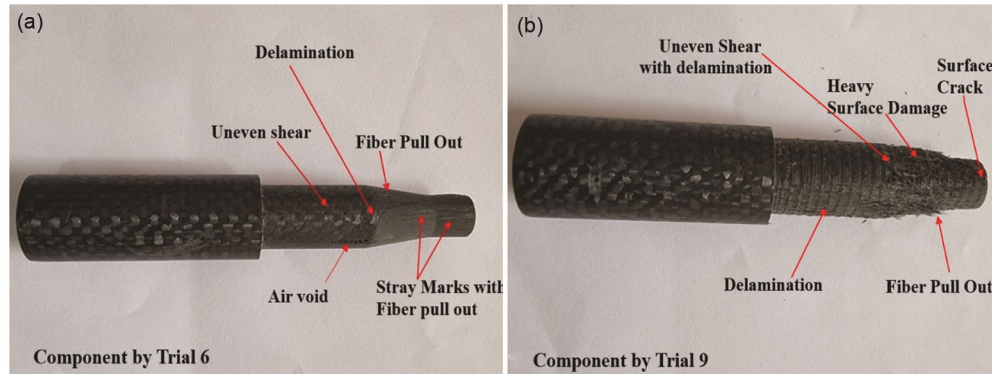 (a)
Delamination
Uneven shear
Fiber Pull Out
Air void
Stray Marks with
Fiber pull out
Component by Trial 6
(b)
Uneven Shear
with delamination
Surface
Crack
Heavy
Surface Damage
Delamination
Fiber Pull Out
Component by Trial 9